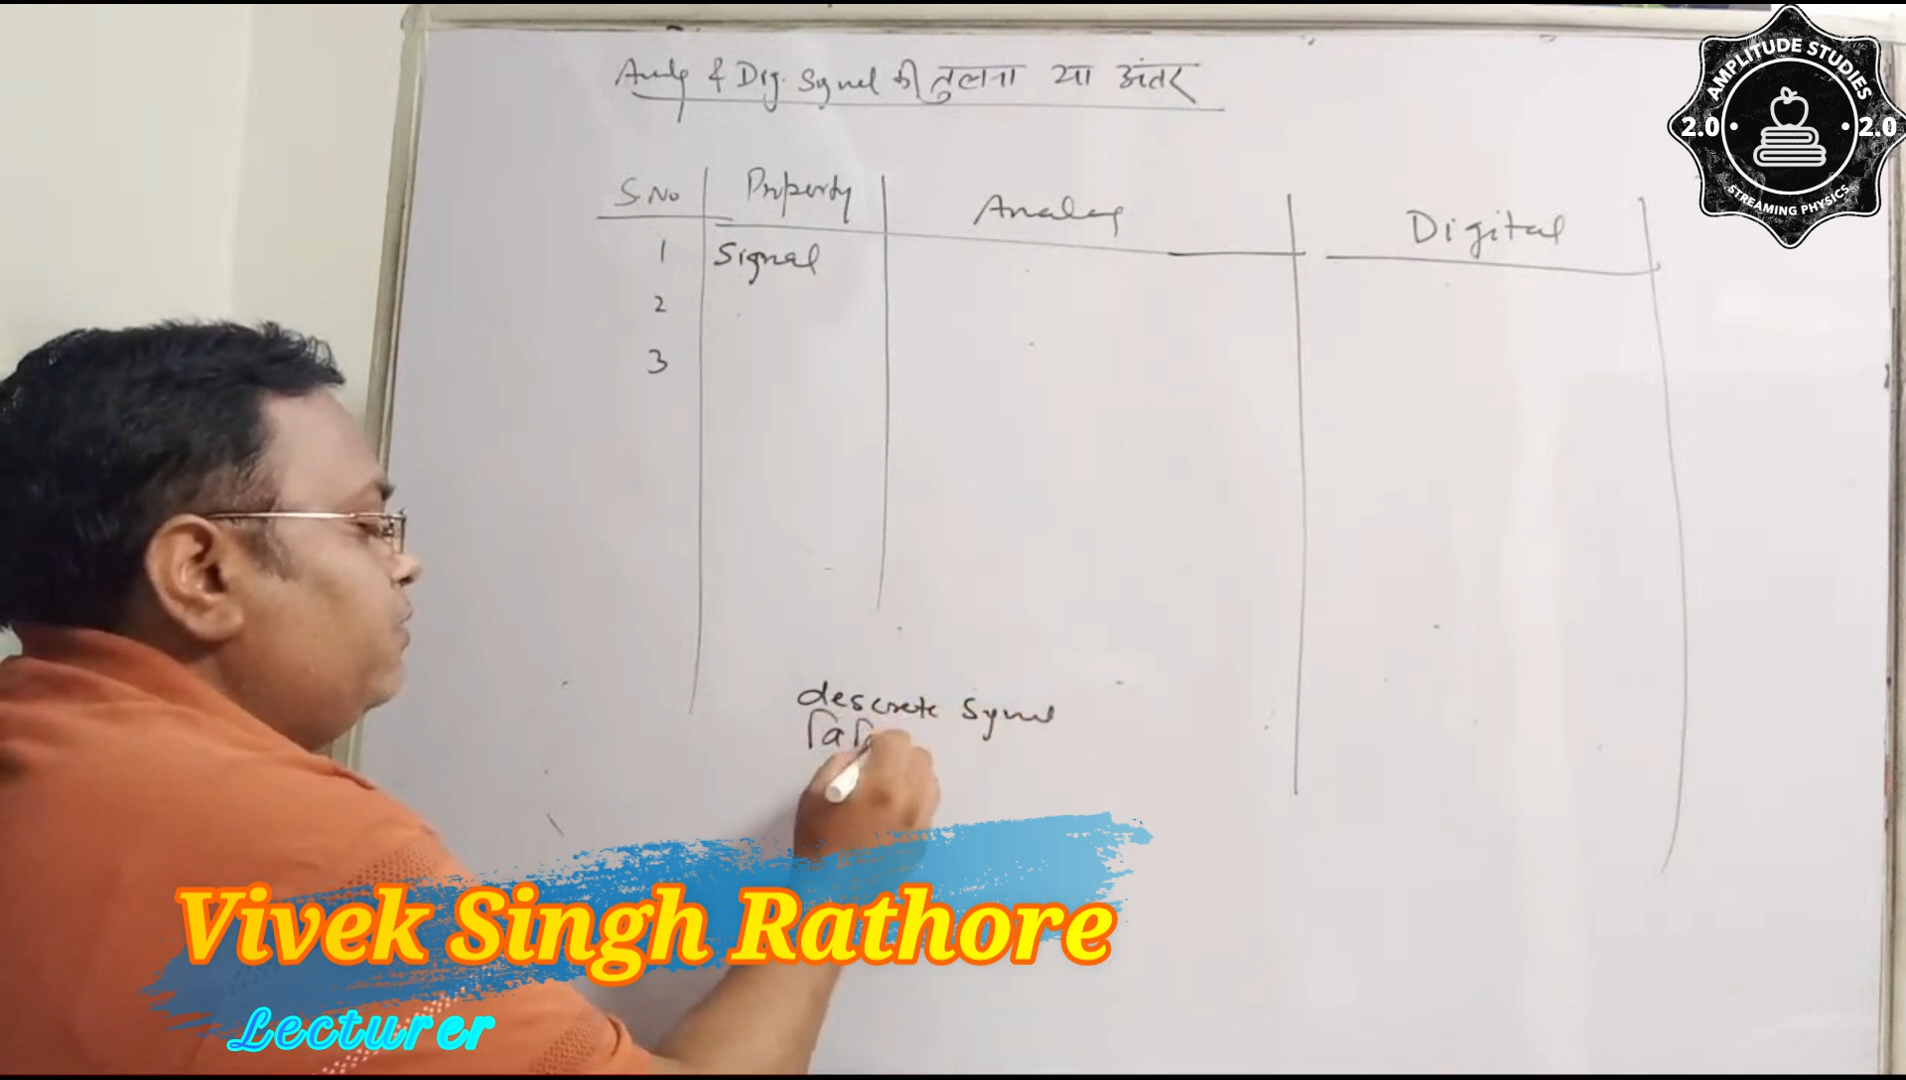 Analog & Dig. Signal की तुलना या अंतर
S.No Property Analog Digital
1 Signal
2
3
descrete Signal
वि
Vivek Singh Rathore
Lecturer
AMPLITUDE STUDIES
2.0 • • 2.0
STREAMING PHYSICS